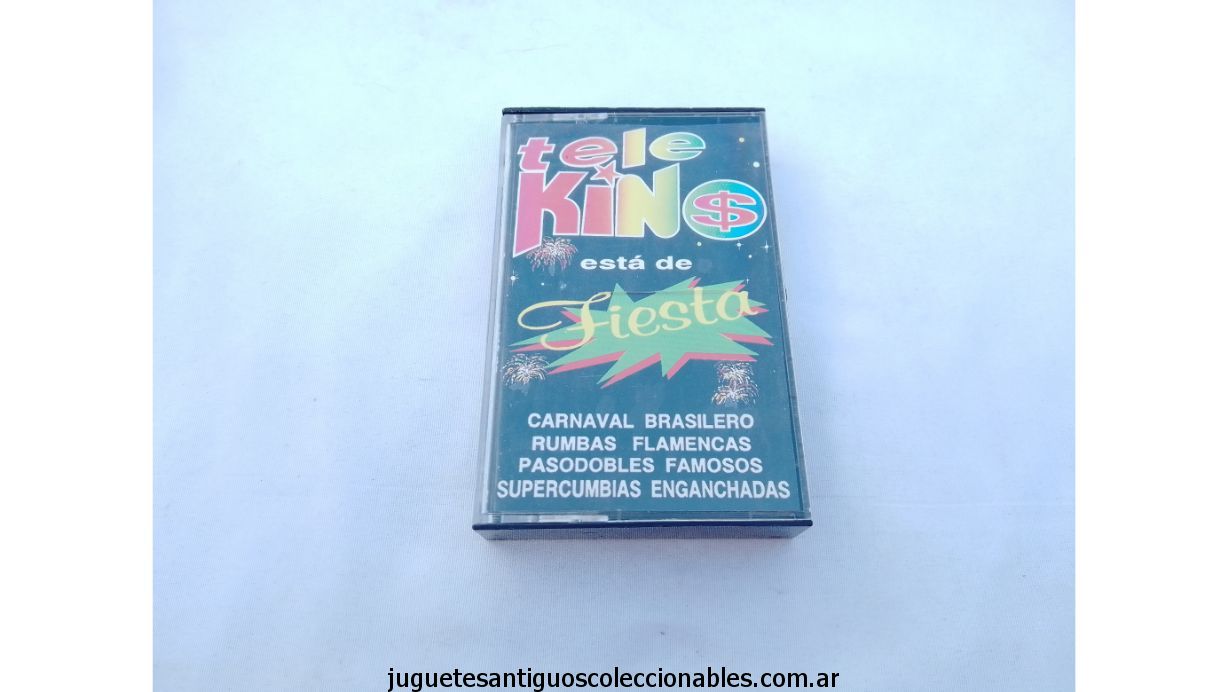 tele
KiNO
está de
Fiesta
CARNAVAL BRASILERO
RUMBAS FLAMENCAS
PASODOBLES FAMOSOS
SUPERCUMBIAS ENGANCHADAS
juguetesantiguoscoleccionables.com.ar